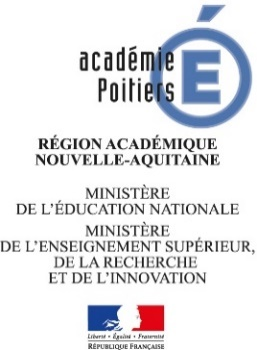 académie
Poitiers É
RÉGION ACADÉMIQUE
NOUVELLE-AQUITAINE
MINISTÈRE
DE L'ÉDUCATION NATIONALE
MINISTÈRE
DE L'ENSEIGNEMENT SUPÉRIEUR,
DE LA RECHERCHE
ET DE L'INNOVATION
Liberté • Égalité • Fraternité
RÉPUBLIQUE FRANÇAISE